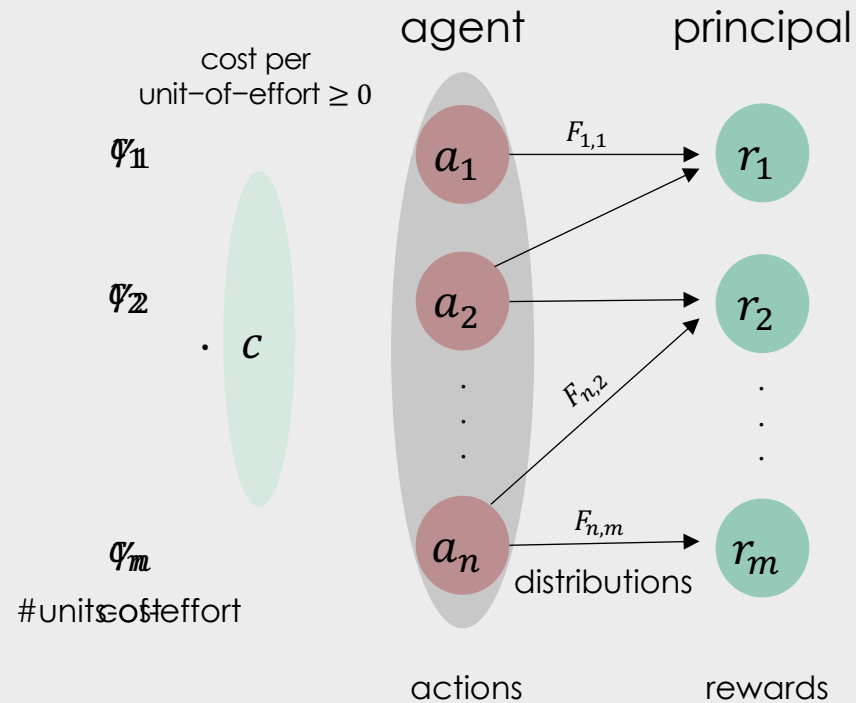 agent
principal
cost per
unit−of−effort ≥ 0
a₁
F₁,₁
r₁
a₂
r₂
· c
Fₙ,₂
.
.
.
.
.
.
aₙ
Fₙ,ₘ
rₘ
distributions
actions
rewards